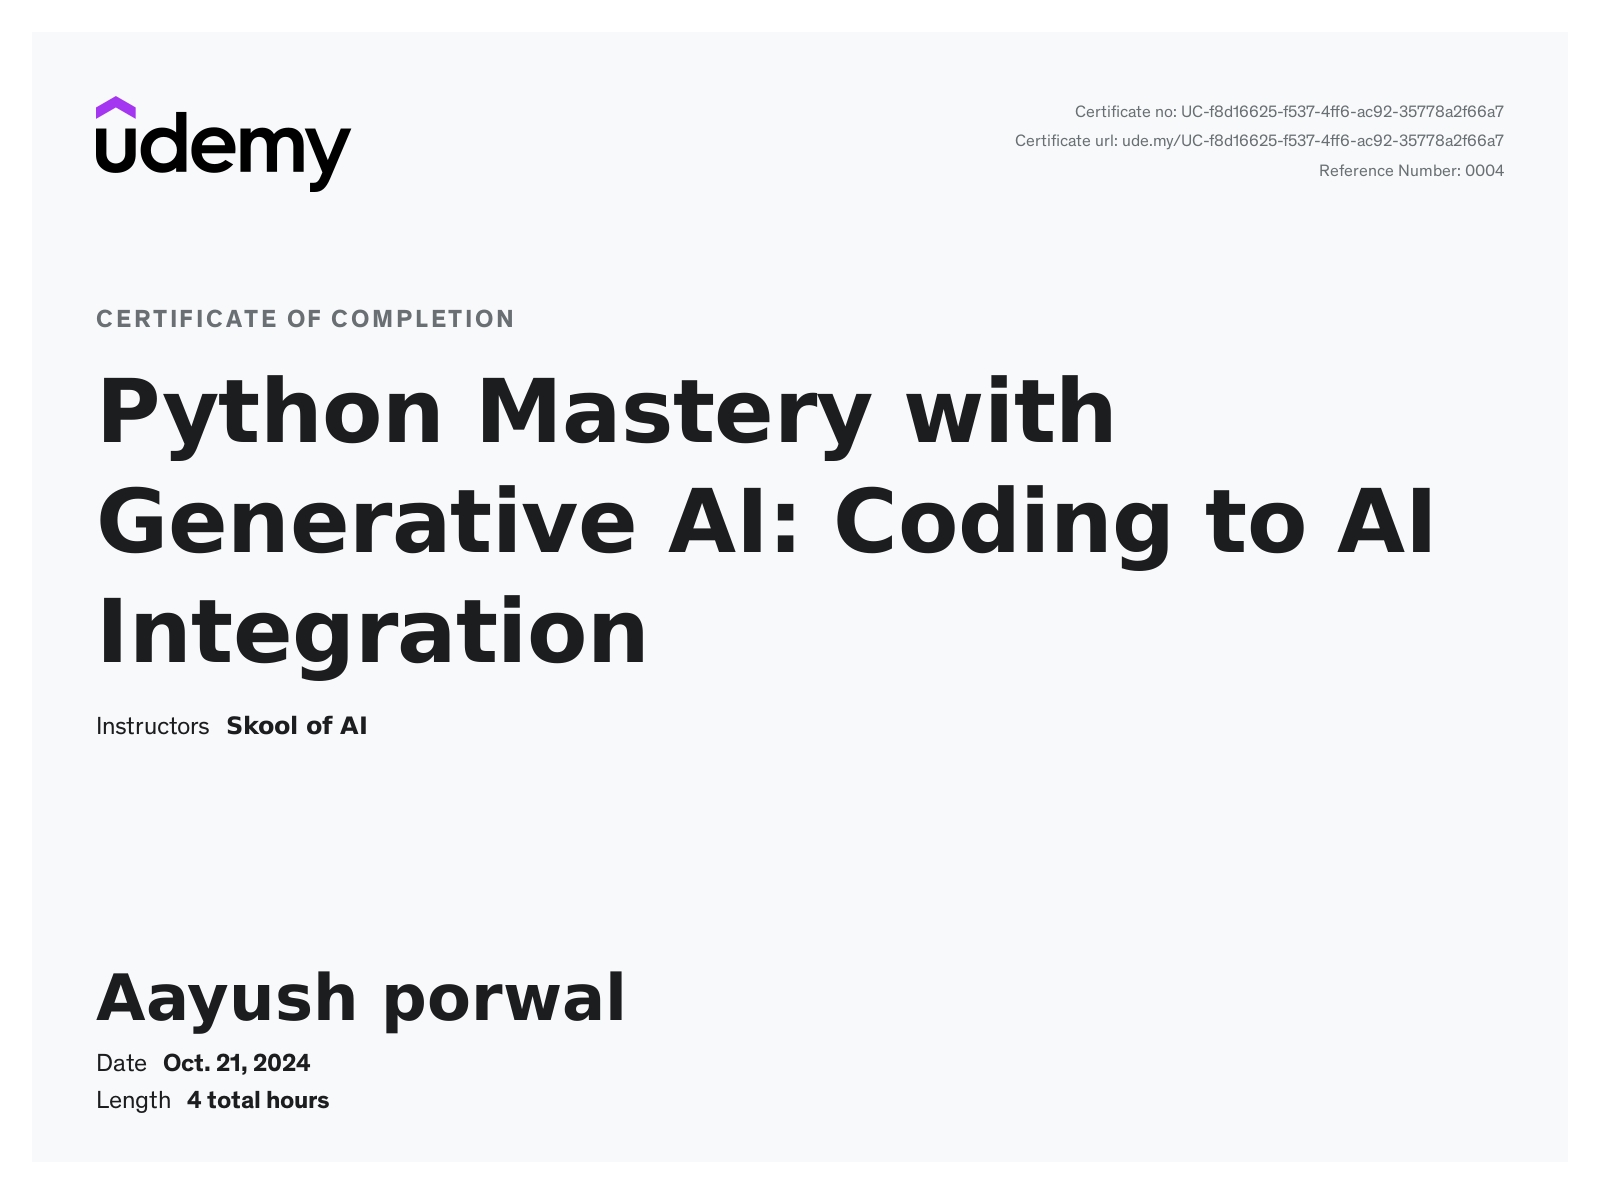 udemy
Certificate no: UC-f8d16625-f537-4ff6-ac92-35778a2f66a7
Certificate url: ude.my/UC-f8d16625-f537-4ff6-ac92-35778a2f66a7
Reference Number: 0004
CERTIFICATE OF COMPLETION
Python Mastery with
Generative AI: Coding to AI
Integration
Instructors Skool of AI
Aayush porwal
Date Oct. 21, 2024
Length 4 total hours